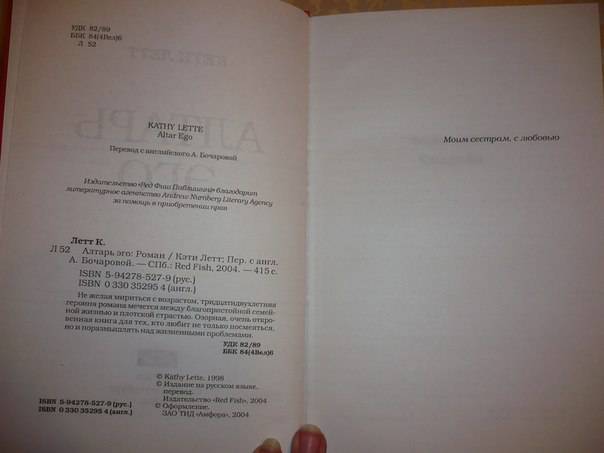 УДК 82/89
ББК 84(4Вел)6
Л 52
KATHY LETTE
Altar Ego
Перевод с английского А. Бочаровой
Издательство «Ред Фиш Паблишинг» благодарит
литературное агентство Andrew Nurnberg Literary Agency
за помощь в приобретении прав
Летт К.
Л 52 Алтарь эго: Роман / Кэти Летт; Пер. с англ.
А. Бочаровой. — СПб.: Red Fish, 2004. — 415 с.
ISBN 5-94278-527-9 (рус.)
ISBN 0 330 35295 4 (англ.)
Не желая мириться с возрастом, тридцатидвухлетняя
героиня романа мечется между благопристойной семей-
ной жизнью и плотской страстью. Озорная, очень откро-
венная книга для тех, кто любит не только посмеяться,
но и поразмышлять над жизненными проблемами.
УДК 82/89
ББК 84(4Вел)6
© Kathy Lette, 1998
© Издание на русском языке,
перевод.
Издательство «Red Fish», 2004
© Оформление.
ЗАО ТИД «Амфора», 2004
ISBN 5-94278-527-9 (рус.)
ISBN 0 330 35295 4 (англ.)
Моим сестрам, с любовью